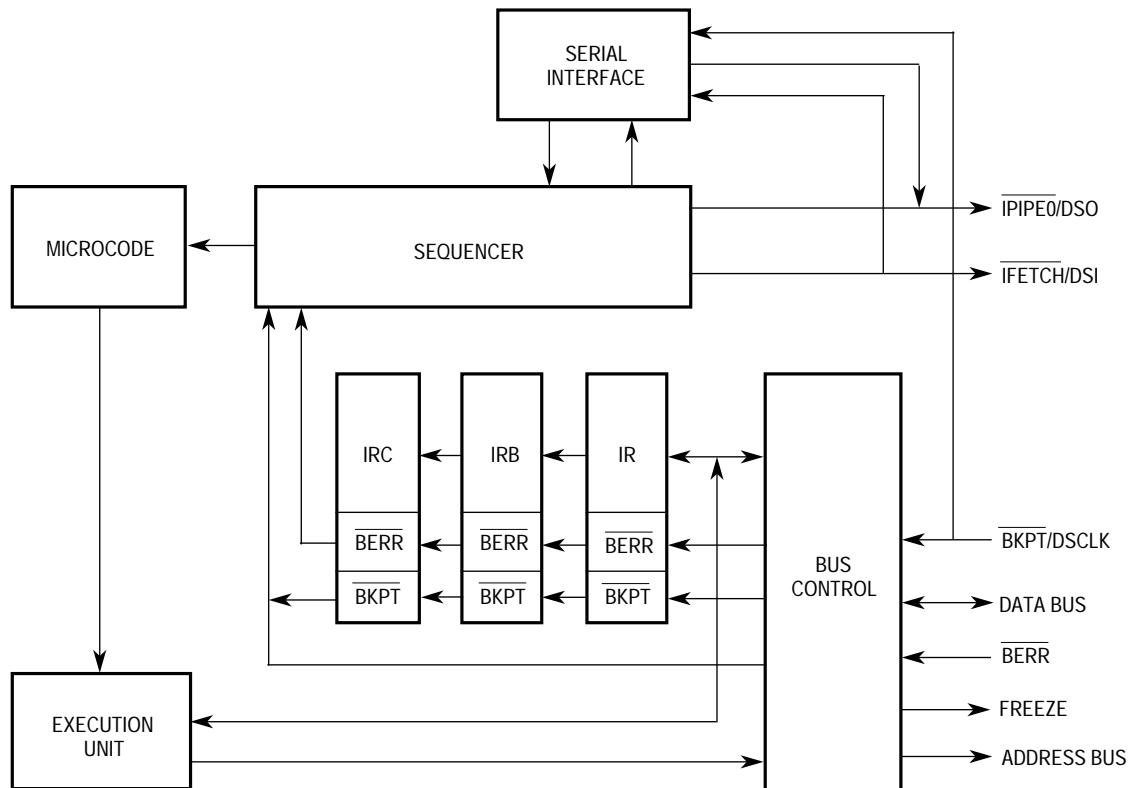 SERIAL
INTERFACE
MICROCODE
SEQUENCER
IPIPE0/DSO
IFETCH/DSI
IRC
IRB
IR
BERR
BERR
BERR
BKPT
BKPT
BKPT
BUS
CONTROL
BKPT/DSCLK
DATA BUS
BERR
FREEZE
ADDRESS BUS
EXECUTION
UNIT